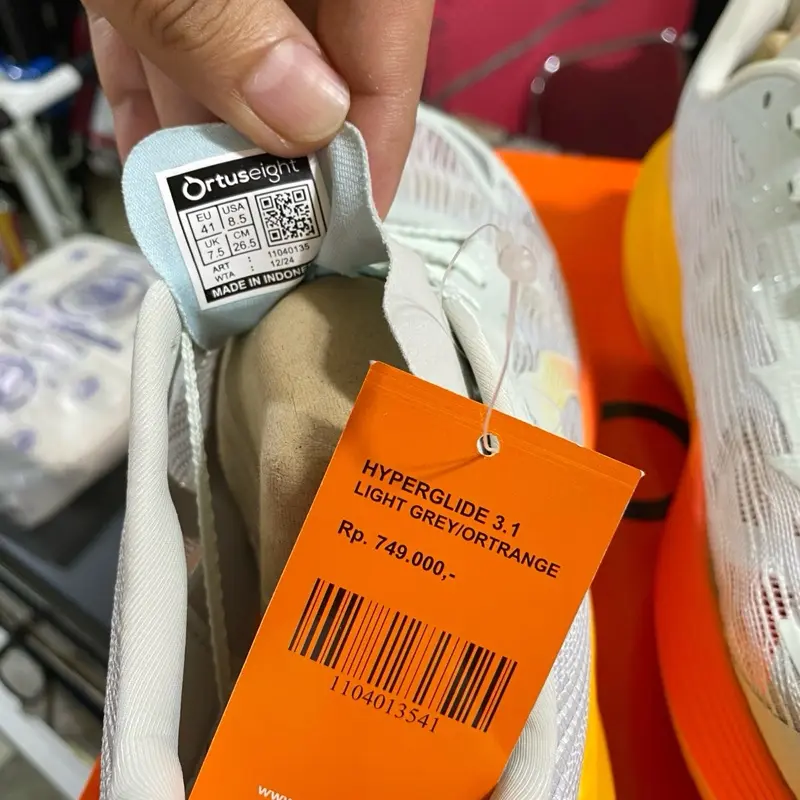 Ortuseight
EU USA
41 8.5
UK CM
7.5 26.5
ART : 11040135
WTA : 12/24
MADE IN INDONE
HYPERGLIDE 3.1
LIGHT GREY/ORTRANGE
Rp. 749.000,-
1104013541
www.